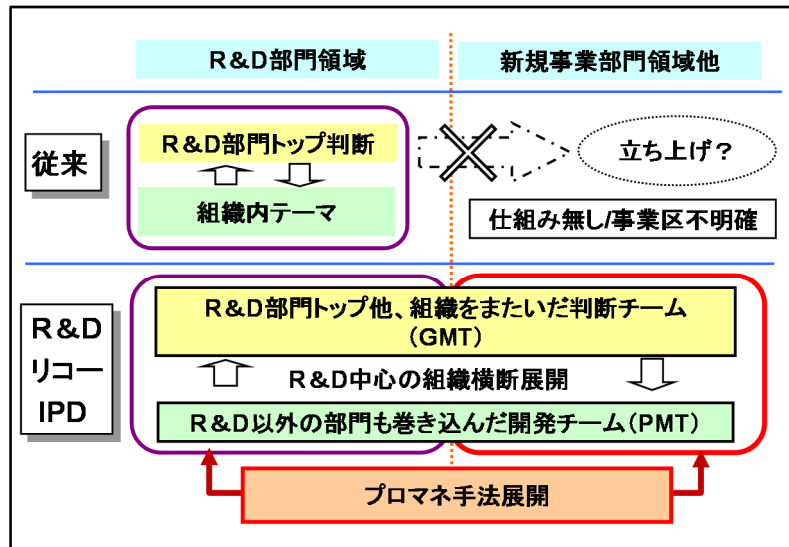 R&D部門領域
新規事業部門領域他
従来
R&D部門トップ判断
組織内テーマ
立ち上げ？
仕組み無し/事業区不明確
R&D
リコー
IPD
R&D部門トップ他、組織をまたいだ判断チーム
(GMT)
R&D中心の組織横断展開
R&D以外の部門も巻き込んだ開発チーム(PMT)
プロマネ手法展開